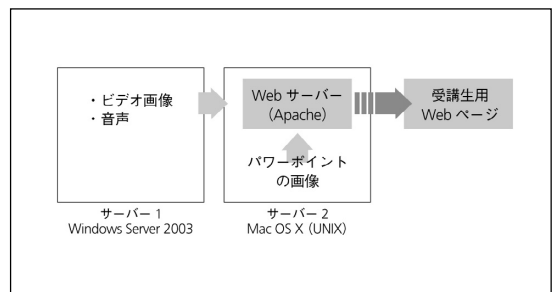 ・ビデオ画像
・音声
サーバー 1
Windows Server 2003
Web サーバー
（Apache）
パワーポイント
の画像
サーバー 2
Mac OS X（UNIX）
受講生用
Web ページ